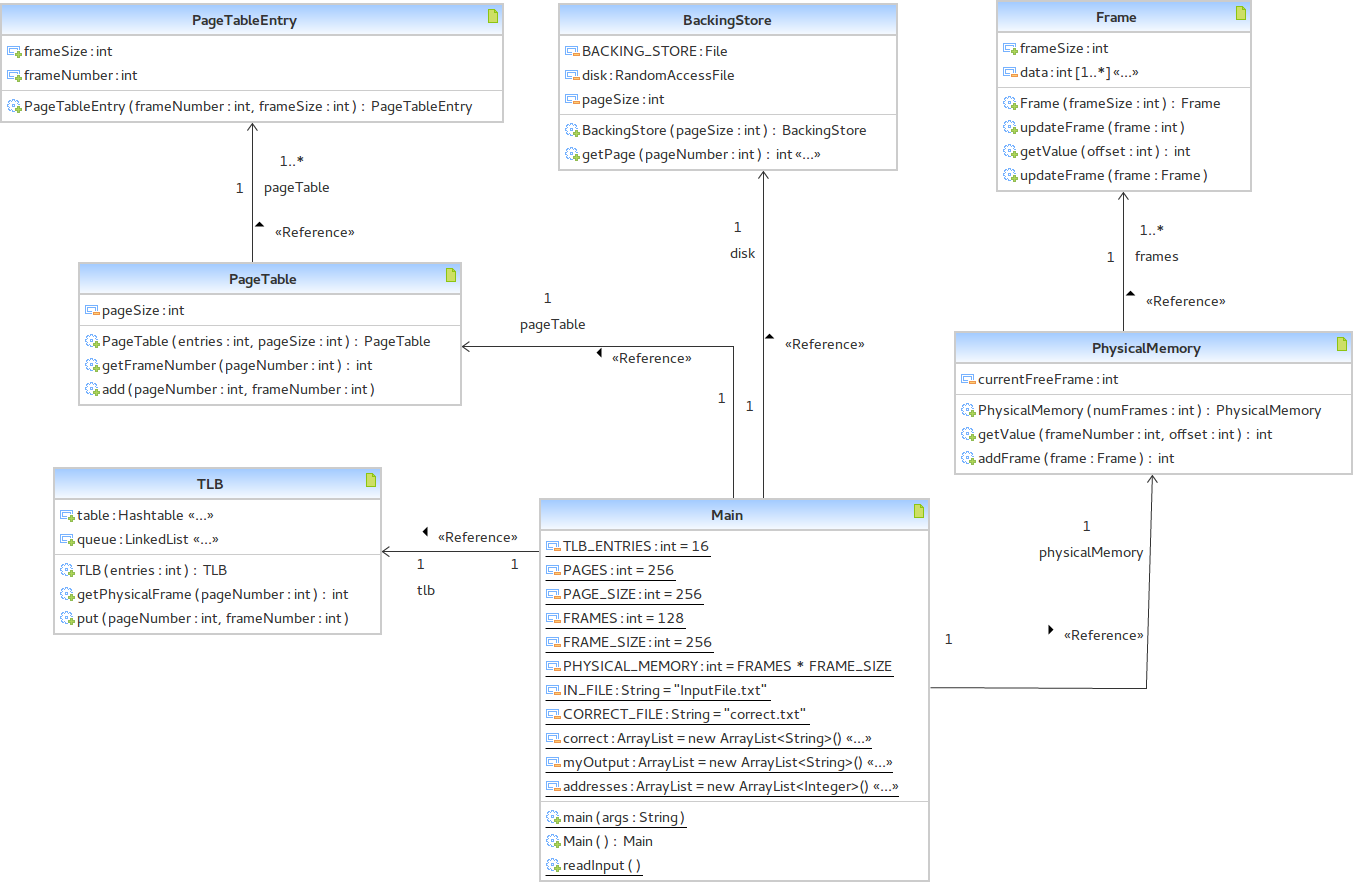 PageTableEntry
frameSize : int
frameNumber : int
PageTableEntry ( frameNumber : int, frameSize : int ) : PageTableEntry
BackingStore
BACKING_STORE : File
disk : RandomAccessFile
pageSize : int
BackingStore ( pageSize : int ) : BackingStore
getPage ( pageNumber : int ) : int «...»
Frame
frameSize : int
data : int [1..*] «...»
Frame ( frameSize : int ) : Frame
updateFrame ( frame : int )
getValue ( offset : int ) : int
updateFrame ( frame : Frame )
1..*
1
pageTable
«Reference»
1
disk
«Reference»
1
1..*
1
frames
«Reference»
PageTable
pageSize : int
PageTable ( entries : int, pageSize : int ) : PageTable
getFrameNumber ( pageNumber : int ) : int
add ( pageNumber : int, frameNumber : int )
1
pageTable
«Reference»
1
PhysicalMemory
currentFreeFrame : int
PhysicalMemory ( numFrames : int ) : PhysicalMemory
getValue ( frameNumber : int, offset : int ) : int
addFrame ( frame : Frame ) : int
TLB
table : Hashtable «...»
queue : LinkedList «...»
TLB ( entries : int ) : TLB
getPhysicalFrame ( pageNumber : int ) : int
put ( pageNumber : int, frameNumber : int )
«Reference»
1
1
tlb
Main
TLB_ENTRIES : int = 16
PAGES : int = 256
PAGE_SIZE : int = 256
FRAMES : int = 128
FRAME_SIZE : int = 256
PHYSICAL_MEMORY : int = FRAMES * FRAME_SIZE
IN_FILE : String = "InputFile.txt"
CORRECT_FILE : String = "correct.txt"
correct : ArrayList = new ArrayList<String>() «...»
myOutput : ArrayList = new ArrayList<String>() «...»
addresses : ArrayList = new ArrayList<Integer>() «...»
main ( args : String )
Main ( ) : Main
readInput ( )
1
physicalMemory
«Reference»
1